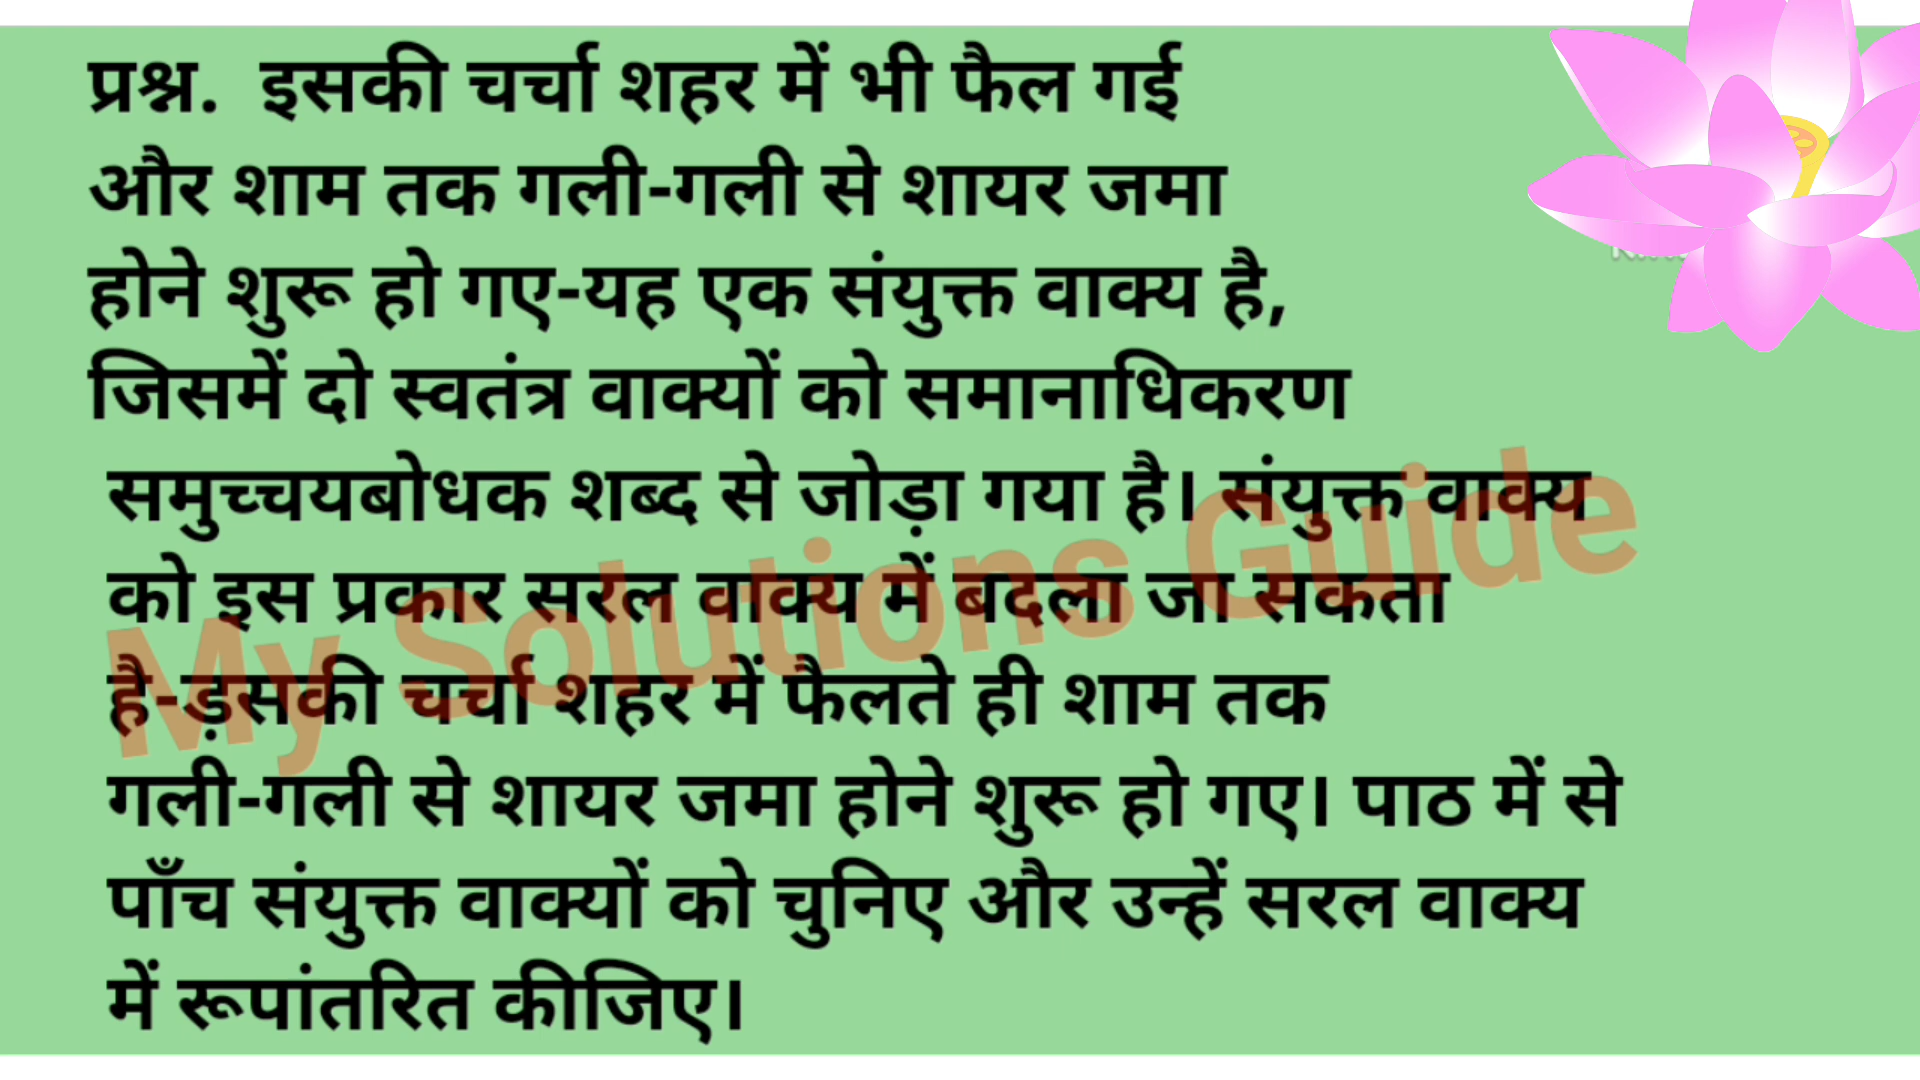 प्रश्न. इसकी चर्चा शहर में भी फैल गई
और शाम तक गली-गली से शायर जमा
होने शुरू हो गए-यह एक संयुक्त वाक्य है,
जिसमें दो स्वतंत्र वाक्यों को समानाधिकरण
समुच्चयबोधक शब्द से जोड़ा गया है। संयुक्त वाक्य
को इस प्रकार सरल वाक्य में बदला जा सकता
है-ड़सकी चर्चा शहर में फैलते ही शाम तक
गली-गली से शायर जमा होने शुरू हो गए। पाठ में से
पाँच संयुक्त वाक्यों को चुनिए और उन्हें सरल वाक्य
में रूपांतरित कीजिए।
My Solutions Guide